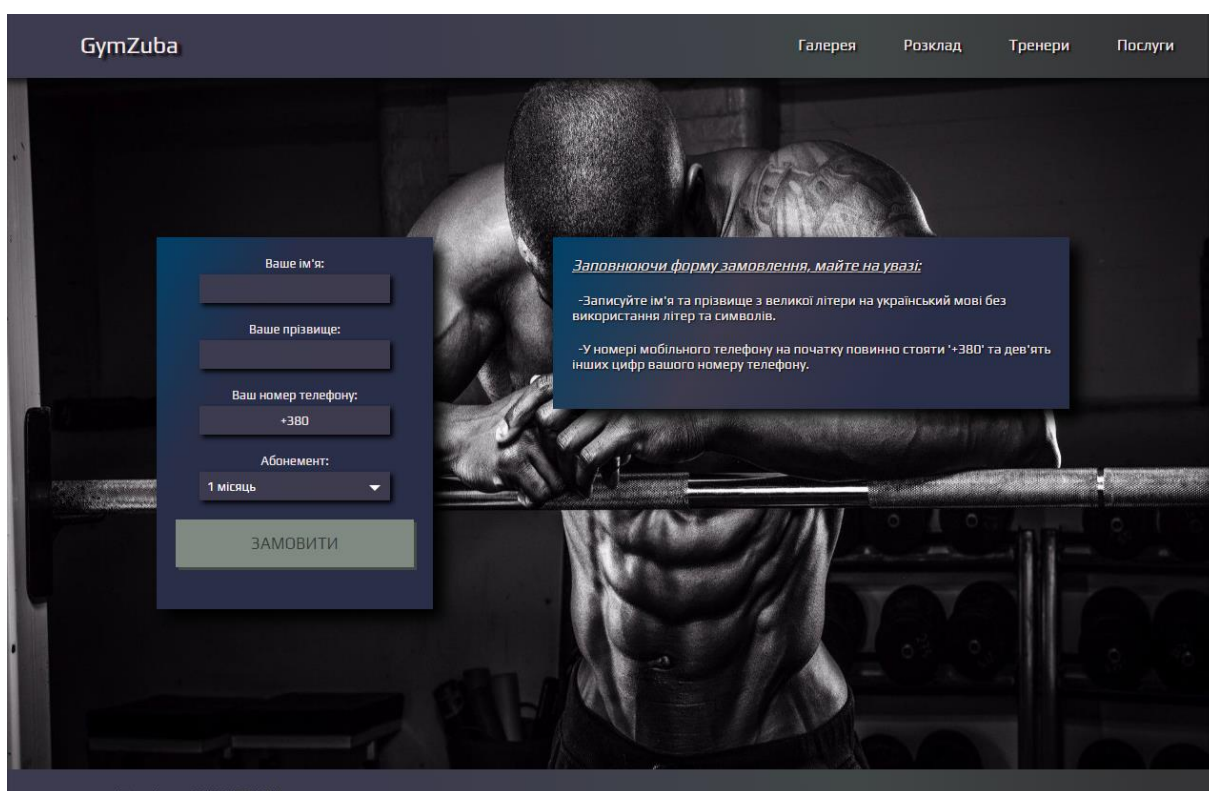 GymZuba
Галерея
Розклад
Тренери
Послуги
Ваше ім'я:
Ваше прізвище:
Ваш номер телефону:
+380
Абонемент:
1 місяць
ЗАМОВИТИ
Заповнюючи форму замовлення, майте на увазі:
-Записуйте ім'я та прізвище з великої літери на український мові без
використання літер та символів.
-У номері мобільного телефону на початку повинно стояти '+380' та дев'ять
інших цифр вашого номеру телефону.